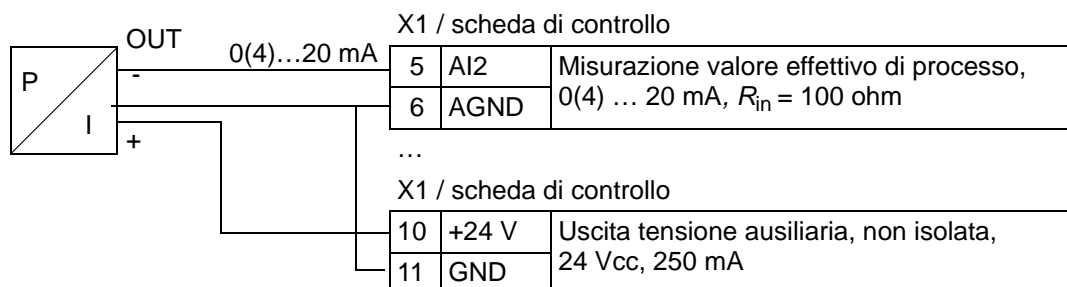 X1 / scheda di controllo
OUT
0(4)…20 mA
P
I
-
+
5 AI2 Misurazione valore effettivo di processo,
6 AGND 0(4) … 20 mA, Rin = 100 ohm
…
X1 / scheda di controllo
10 +24 V Uscita tensione ausiliaria, non isolata,
11 GND 24 Vcc, 250 mA